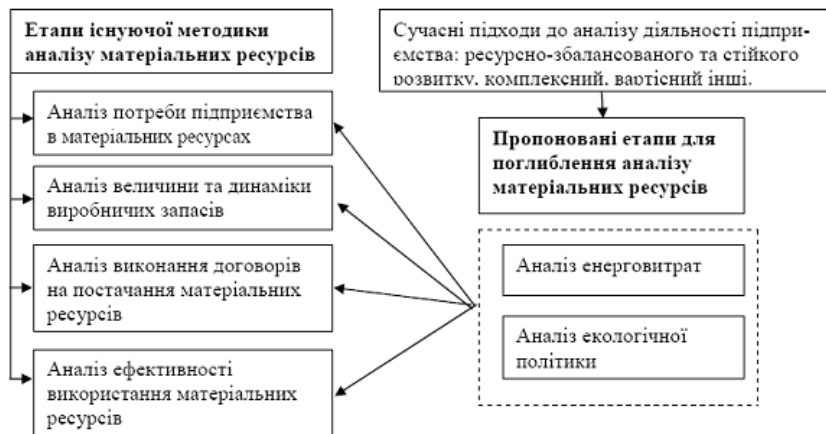 Етапи існуючої методики
аналізу матеріальних ресурсів
Аналіз потреби підприємства
в матеріальних ресурсах
Аналіз величини та динаміки
виробничих запасів
Аналіз виконання договорів
на постачання матеріальних
ресурсів
Аналіз ефективності
використання матеріальних
ресурсів
Сучасні підходи до аналізу діяльності підпри-
ємства: ресурсно-збалансованого та стійкого
розвитку, комплексний, вартісний інші.
Пропоновані етапи для
поглиблення аналізу
матеріальних ресурсів
Аналіз енерговитрат
Аналіз екологічної
політики